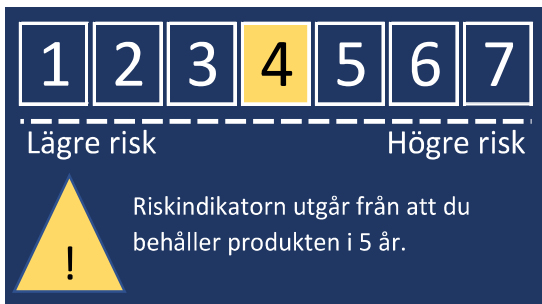 1 2 3 4 5 6 7
Lägre risk Högre risk
Riskindikatorn utgår från att du
behåller produkten i 5 år.
!